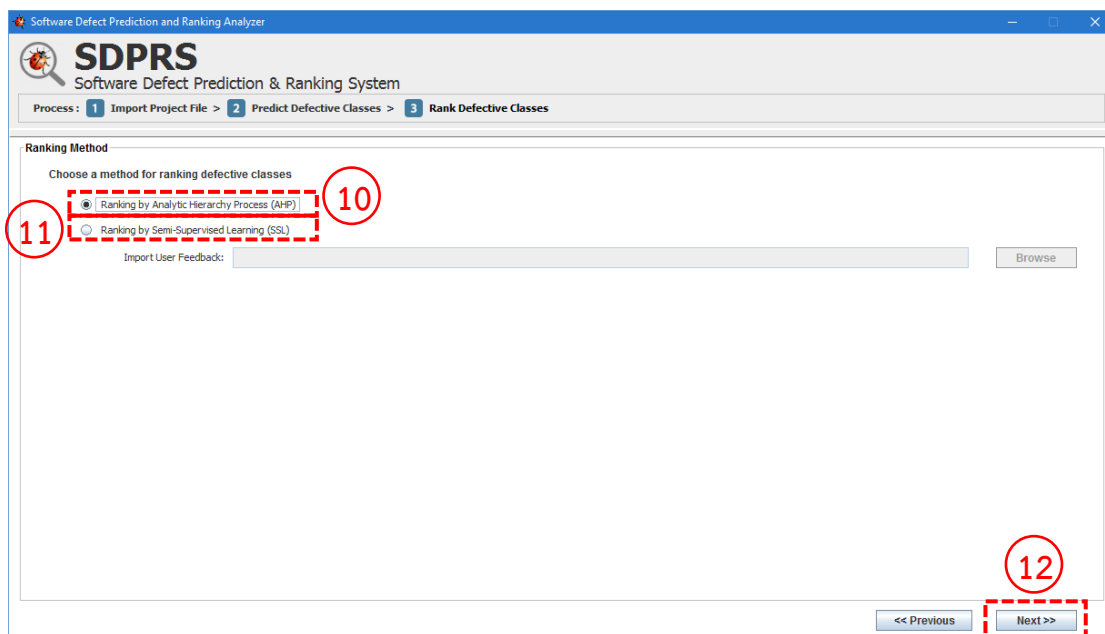 Software Defect Prediction and Ranking Analyzer
SDPRS
Software Defect Prediction & Ranking System
Process : 1 Import Project File > 2 Predict Defective Classes > 3 Rank Defective Classes
Ranking Method
Choose a method for ranking defective classes
Ranking by Analytic Hierarchy Process (AHP) 10
11 Ranking by Semi-Supervised Learning (SSL)
Import User Feedback: Browse
12
<< Previous Next >>